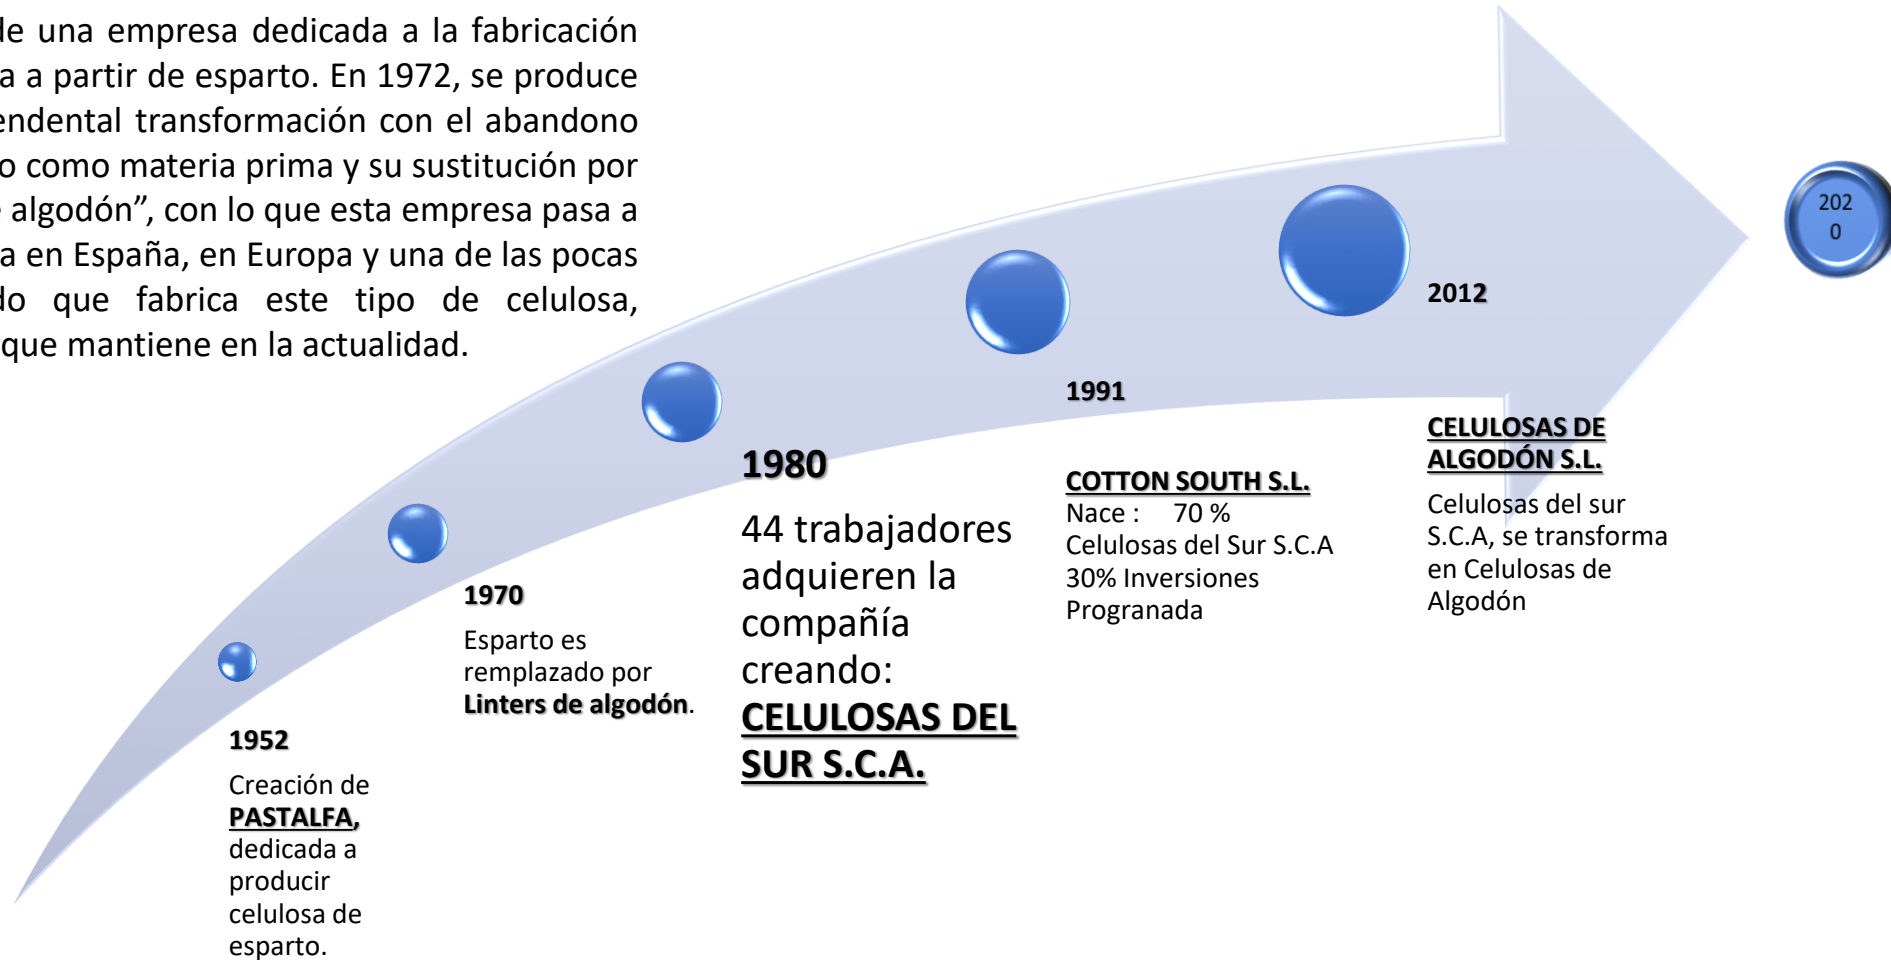 de una empresa dedicada a la fabricación
a a partir de esparto. En 1972, se produce
endental transformación con el abandono
o como materia prima y su sustitución por
e algodón”, con lo que esta empresa pasa a
a en España, en Europa y una de las pocas
do que fabrica este tipo de celulosa,
que mantiene en la actualidad.
1952
Creación de
PASTALFA,
dedicada a
producir
celulosa de
esparto.
1970
Esparto es
remplazado por
Linters de algodón.
1980
44 trabajadores
adquieren la
compañía
creando:
CELULOSAS DEL
SUR S.C.A.
1991
COTTON SOUTH S.L.
Nace : 70 %
Celulosas del Sur S.C.A
30% Inversiones
Progranada
2012
CELULOSAS DE
ALGODÓN S.L.
Celulosas del sur
S.C.A, se transforma
en Celulosas de
Algodón
202
0